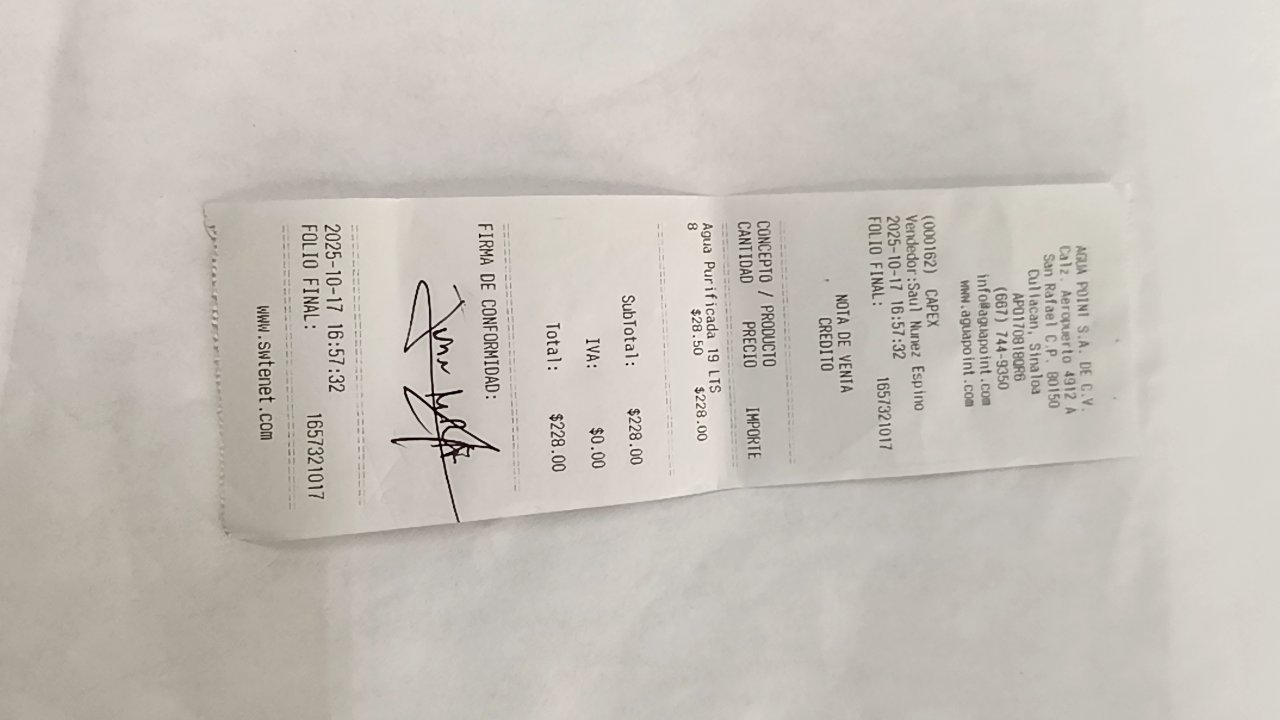 AGUA POINT S.A. DE C.V.
Calz. Aeropuerto 4912 A
San Rafael C.P. 80150
Culiacan, Sinaloa
APO170818QR6
(667) 744-9350
info@aguapoint.com
www.aguapoint.com
(000162) CAPEX
Vendedor:Saul Nunez Espino
2025-10-17 16:57:32
FOLIO FINAL: 1657321017
NOTA DE VENTA
CREDITO
CONCEPTO / PRODUCTO
CANTIDAD PRECIO IMPORTE
Agua Purificada 19 LTS
8 $28.50 $228.00
SubTotal: $228.00
IVA: $0.00
Total: $228.00
FIRMA DE CONFORMIDAD:
2025-10-17 16:57:32
FOLIO FINAL: 1657321017
www.swtenet.com